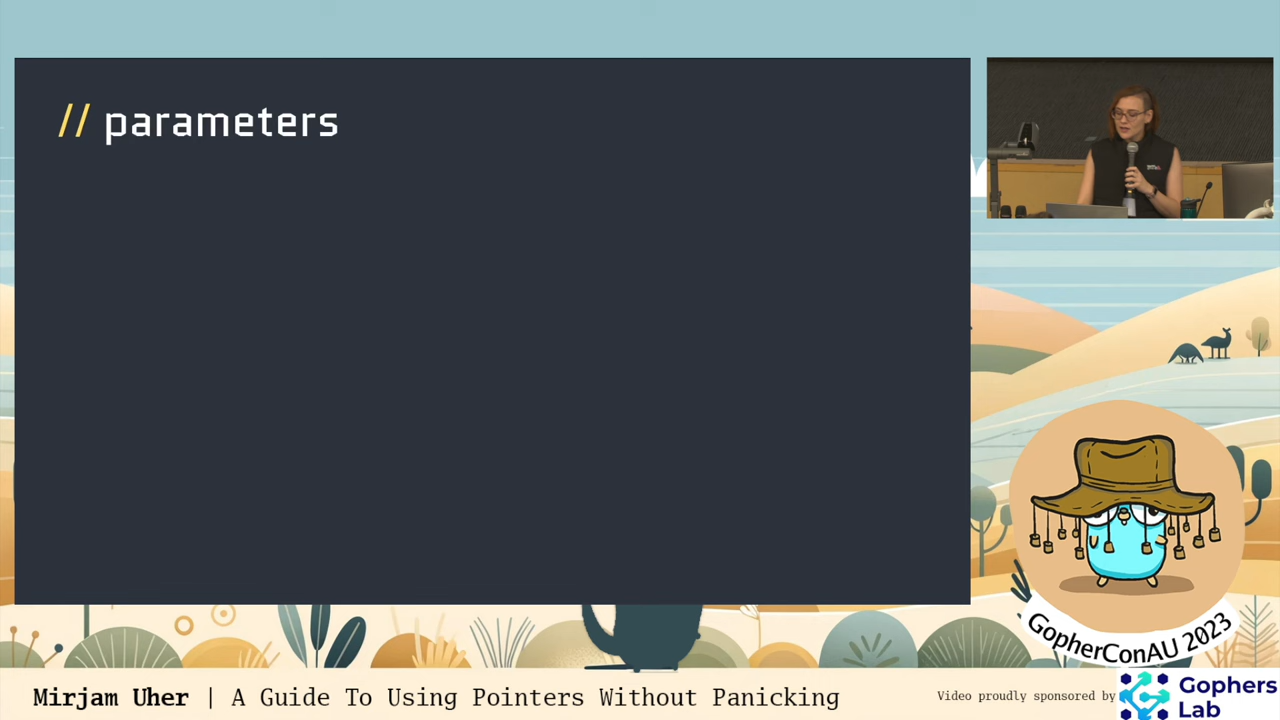 // parameters
GopherConAU 2023
Mirjam Uher | A Guide To Using Pointers Without Panicking
Video proudly sponsored by
Gophers
Lab